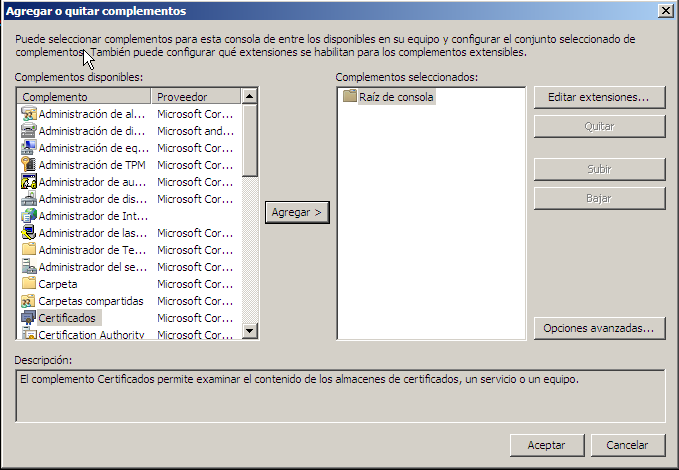 Agregar o quitar complementos
Puede seleccionar complementos para esta consola de entre los disponibles en su equipo y configurar el conjunto seleccionado de
complementos. También puede configurar qué extensiones se habilitan para los complementos extensibles.
Complementos disponibles:
Complemento Proveedor
Administración de al... Microsoft Cor...
Administración de di... Microsoft and...
Administración de eq... Microsoft Cor...
Administración de TPM Microsoft Cor...
Administrador de au... Microsoft Cor...
Administrador de dis... Microsoft Cor...
Administrador de Int...
Administrador de las... Microsoft Cor...
Administrador de Te... Microsoft Cor...
Administrador del se... Microsoft Cor...
Carpeta Microsoft Cor...
Carpetas compartidas Microsoft Cor...
Certificados Microsoft Cor...
Certification Authority Microsoft Cor...
Agregar >
Complementos seleccionados:
Raíz de consola
Editar extensiones...
Quitar
Subir
Bajar
Opciones avanzadas...
Descripción:
El complemento Certificados permite examinar el contenido de los almacenes de certificados, un servicio o un equipo.
Aceptar
Cancelar